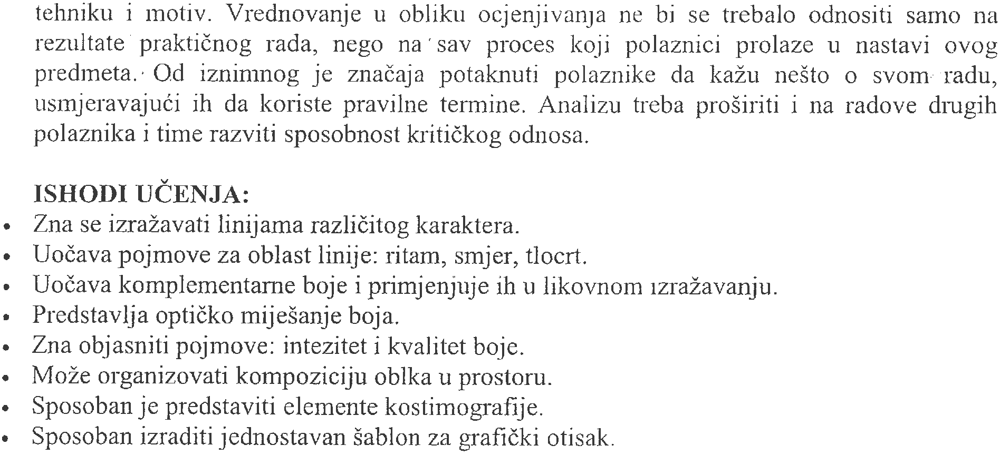 tehniku i motiv. Vrednovanje u obliku ocjenjivanja ne bi se trebalo odnositi samo na
rezultate praktičnog rada, nego na sav proces koji polaznici prolaze u nastavi ovog
predmeta. Od iznimnog je značaja potaknuti polaznike da kažu nešto o svom radu,
usmjeravajući ih da koriste pravilne termine. Analizu treba proširiti i na radove drugih
polaznika i time razviti sposobnost kritičkog odnosa.
ISHODI UČENJA:
• Zna se izražavati linijama različitog karaktera.
• Uočava pojmove za oblast linije: ritam, smjer, tlocrt.
• Uočava komplementarne boje i primjenjuje ih u likovnom izražavanju.
• Predstavlja optičko miješanje boja.
• Zna objasniti pojmove: intezitet i kvalitet boje.
• Može organizovati kompoziciju oblka u prostoru.
• Sposoban je predstaviti elemente kostimografije.
• Sposoban izraditi jednostavan šablon za grafički otisak.